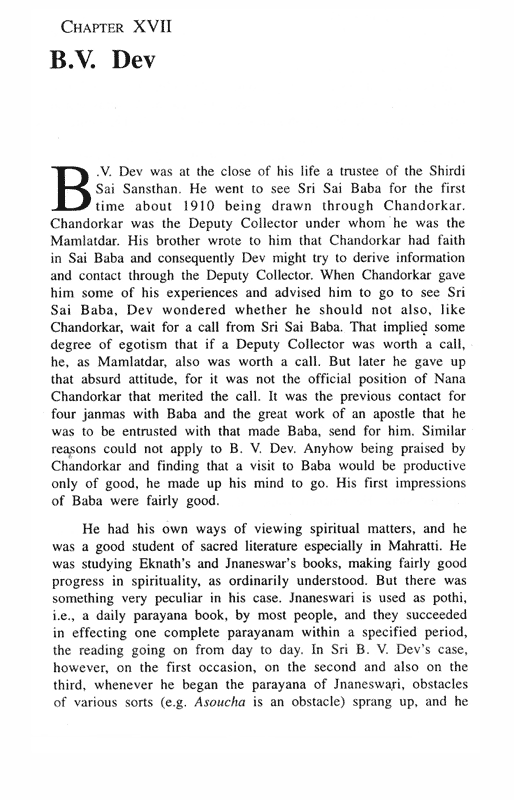 CHAPTER XVII
B.V. Dev
B.V. Dev was at the close of his life a trustee of the Shirdi
Sai Sansthan. He went to see Sri Sai Baba for the first
time about 1910 being drawn through Chandorkar.
Chandorkar was the Deputy Collector under whom he was the
Mamlatdar. His brother wrote to him that Chandorkar had faith
in Sai Baba and consequently Dev might try to derive information
and contact through the Deputy Collector. When Chandorkar gave
him some of his experiences and advised him to go to see Sri
Sai Baba, Dev wondered whether he should not also, like
Chandorkar, wait for a call from Sri Sai Baba. That implied some
degree of egotism that if a Deputy Collector was worth a call,
he, as Mamlatdar, also was worth a call. But later he gave up
that absurd attitude, for it was not the official position of Nana
Chandorkar that merited the call. It was the previous contact for
four janmas with Baba and the great work of an apostle that he
was to be entrusted with that made Baba, send for him. Similar
reasons could not apply to B. V. Dev. Anyhow being praised by
Chandorkar and finding that a visit to Baba would be productive
only of good, he made up his mind to go. His first impressions
of Baba were fairly good.
He had his own ways of viewing spiritual matters, and he
was a good student of sacred literature especially in Mahratti. He
was studying Eknath's and Jnaneswar's books, making fairly good
progress in spirituality, as ordinarily understood. But there was
something very peculiar in his case. Jnaneswari is used as pothi,
i.e., a daily parayana book, by most people, and they succeeded
in effecting one complete parayanam within a specified period,
the reading going on from day to day. In Sri B. V. Dev's case,
however, on the first occasion, on the second and also on the
third, whenever he began the parayana of Jnaneswari, obstacles
of various sorts (e.g. Asoucha is an obstacle) sprang up, and he